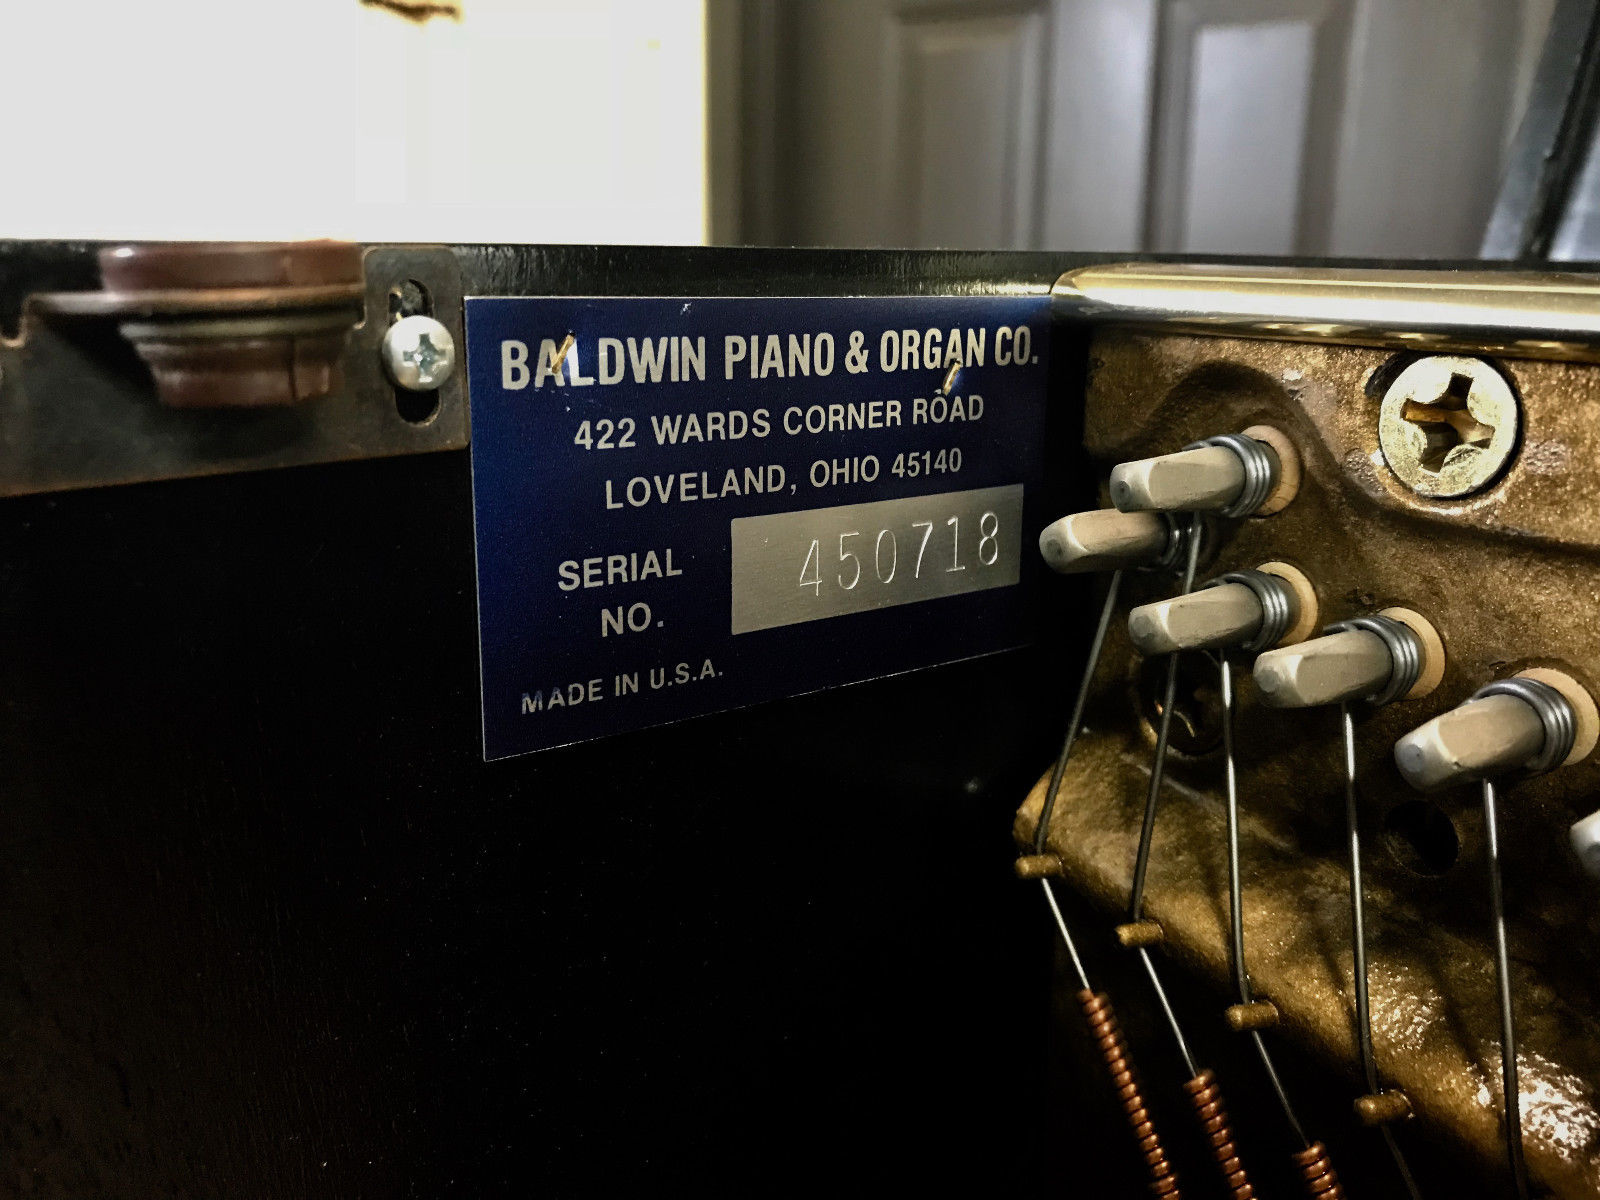 BALDWIN PIANO & ORGAN CO.
422 WARDS CORNER ROAD
LOVELAND, OHIO 45140
SERIAL NO. 450718
MADE IN U.S.A.